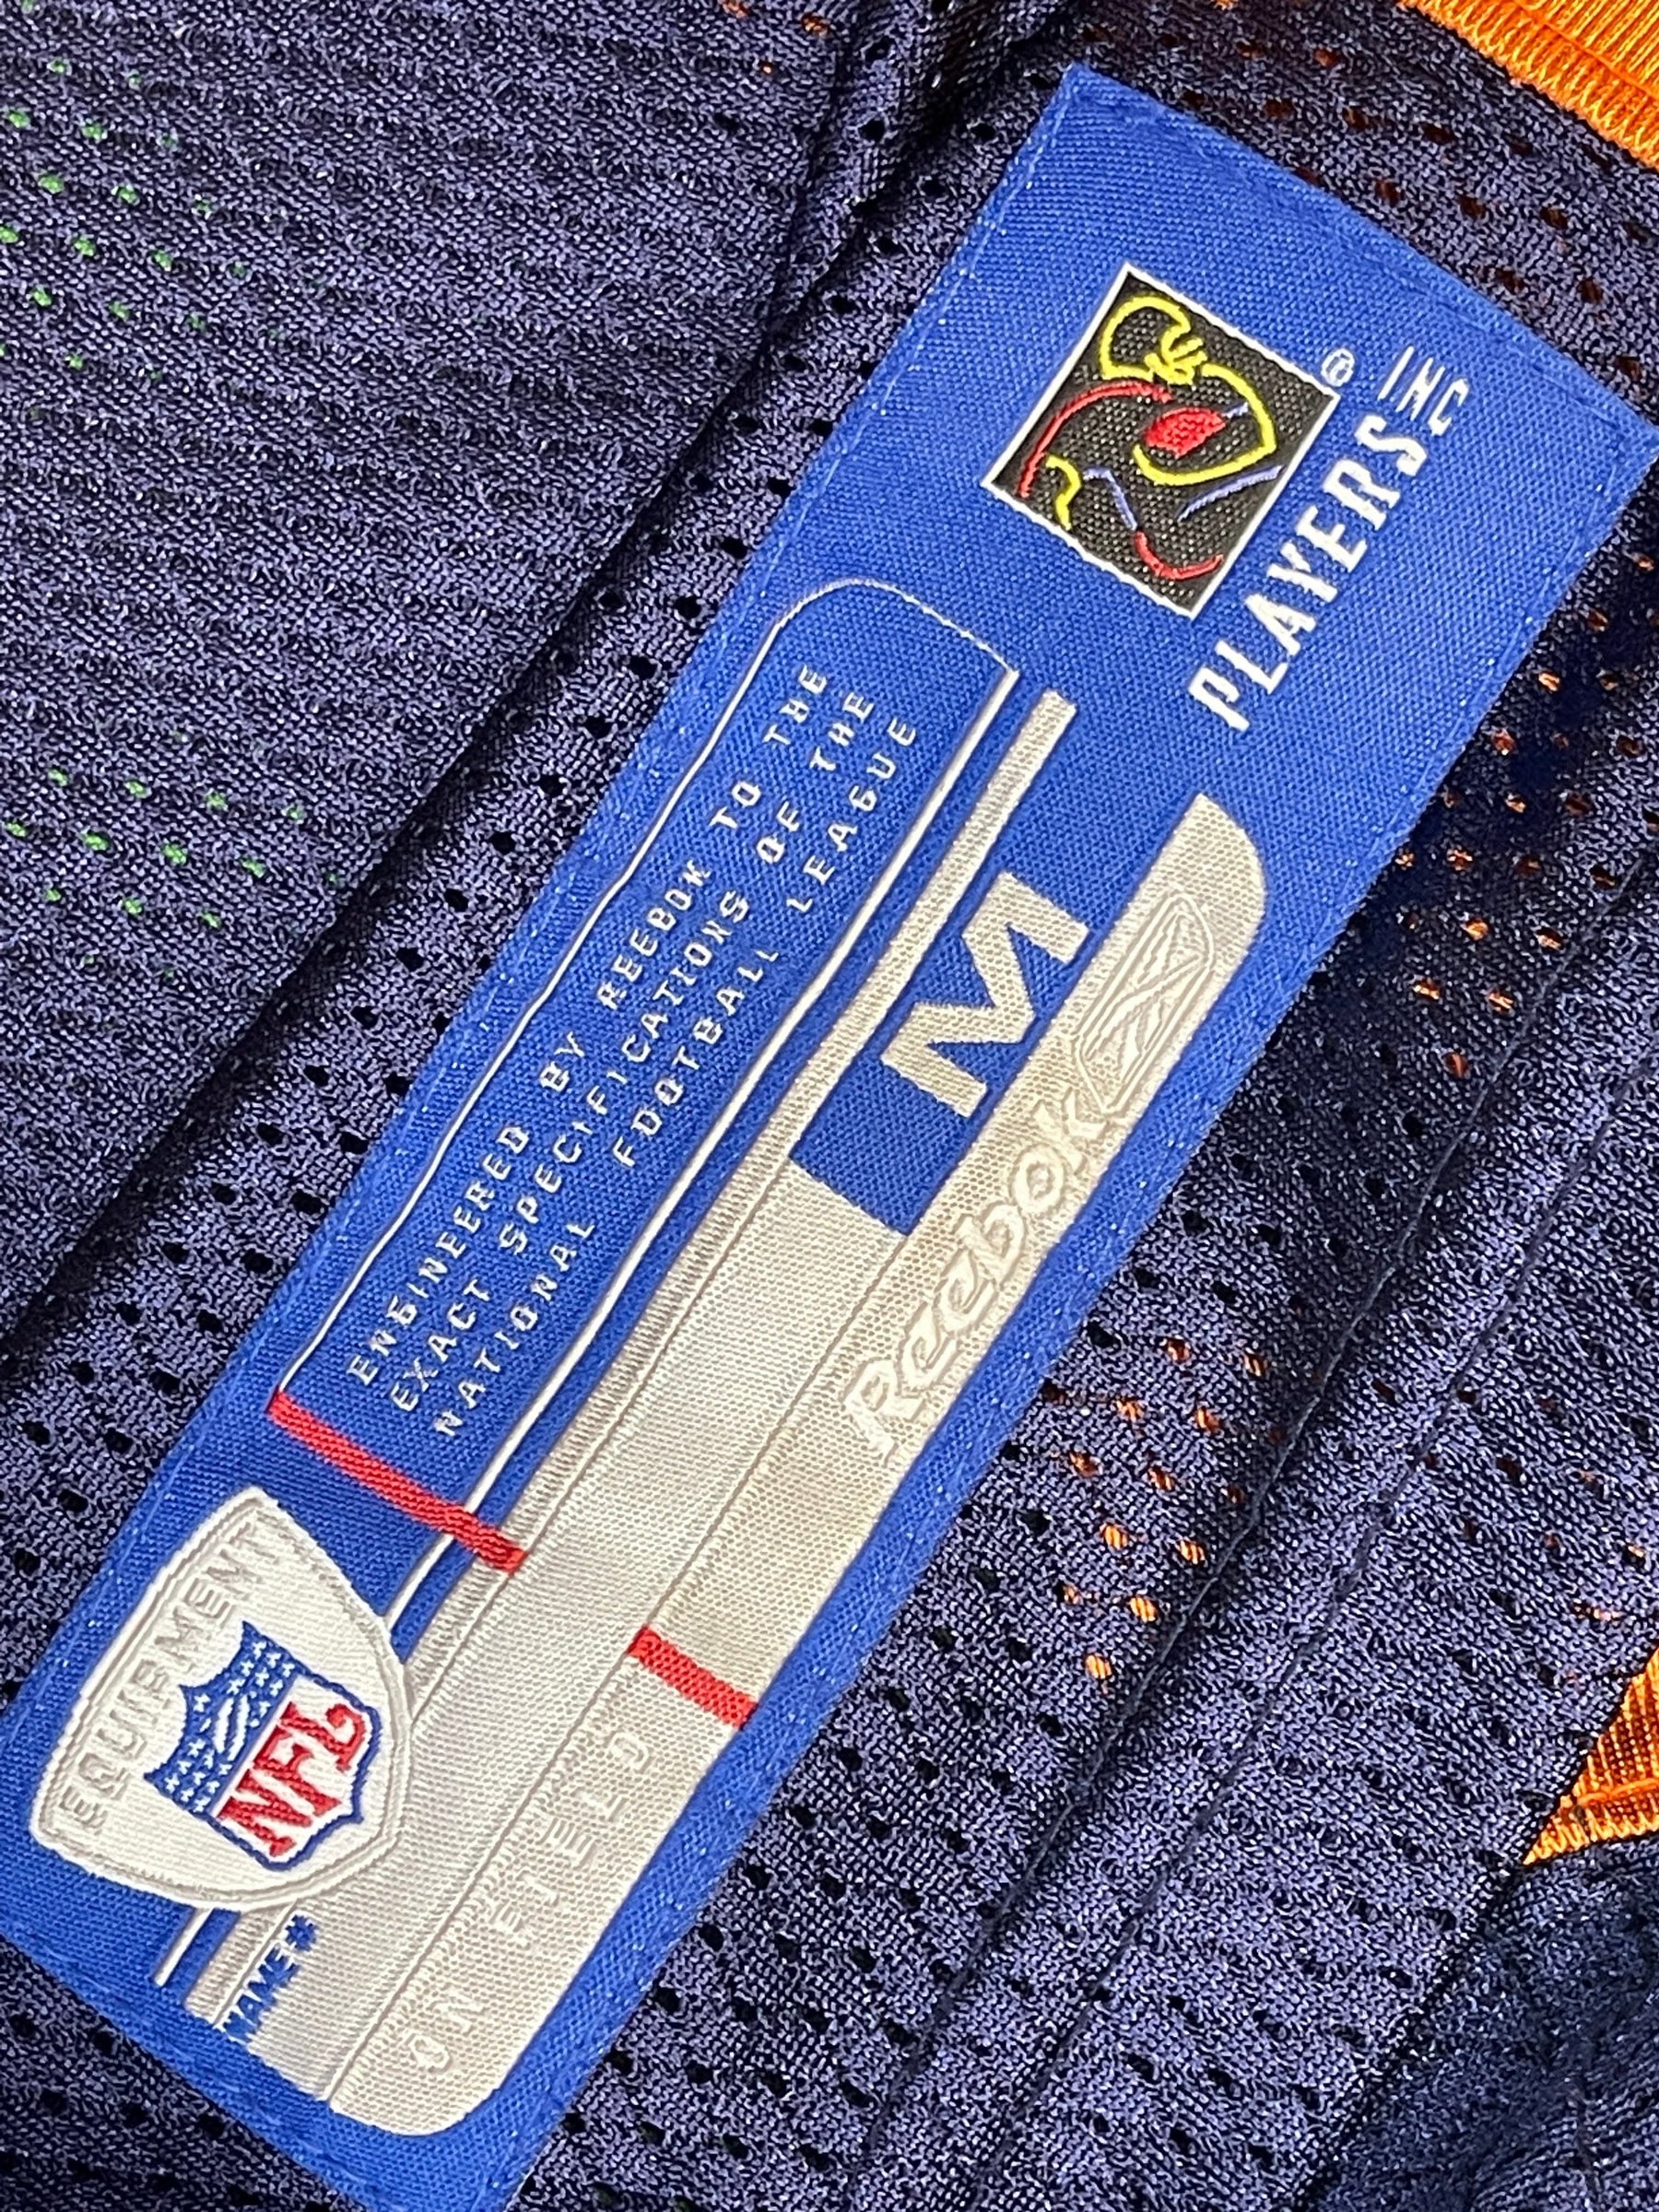 PLAYERS INC
®
ENGINEERED BY REEBOK TO THE
EXACT SPECIFICATIONS OF THE
NATIONAL FOOTBALL LEAGUE
M
Reebok
EQUIPMENT
NFL
ON FIELD